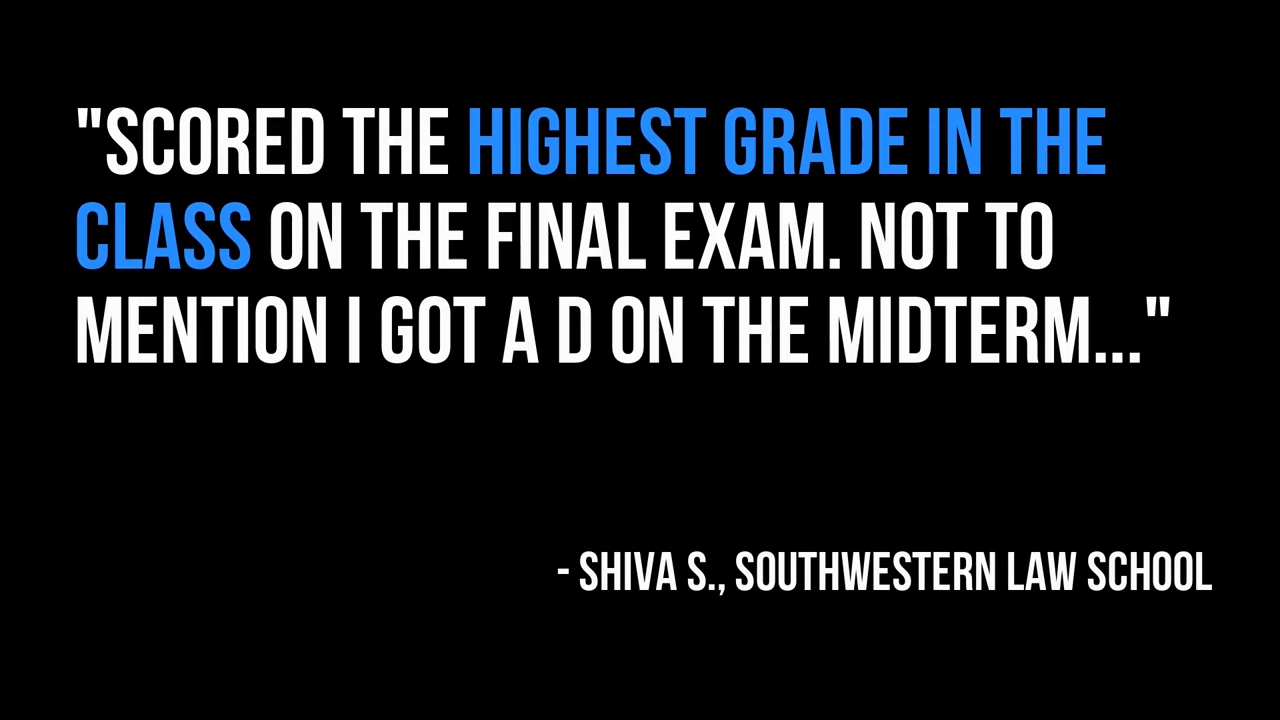 "SCORED THE HIGHEST GRADE IN THE
CLASS ON THE FINAL EXAM. NOT TO
MENTION I GOT A D ON THE MIDTERM..."
- SHIVA S., SOUTHWESTERN LAW SCHOOL